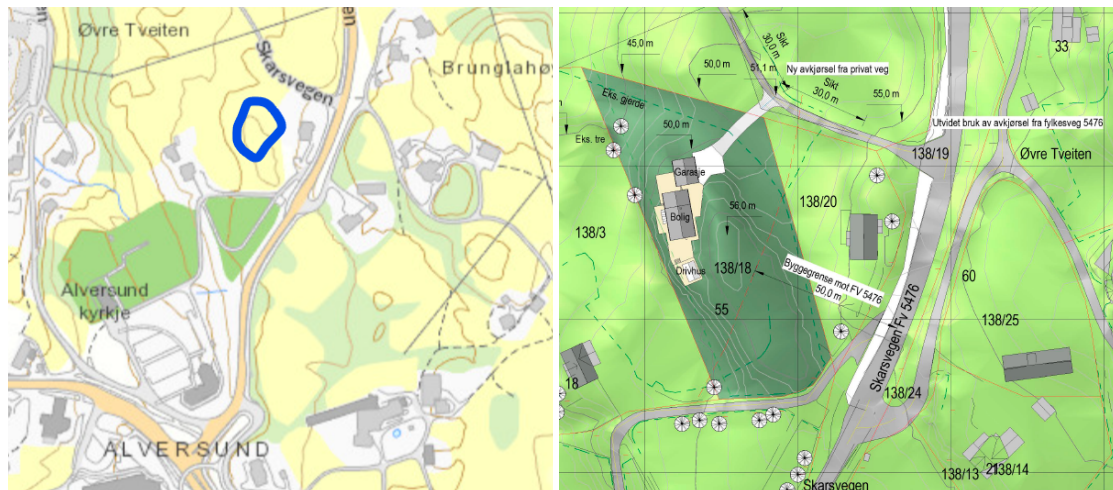 Øvre Tveiten
Skarsvegen
Brunglahø
Alversund
kyrkje
ALVERSUND
45,0 m
50,0 m
51,1 m
Sikt
30,0 m
Ny avkjørsel fra privat veg
Sikt
30,0 m
55,0 m
33
Eks. gjerde
Utvidet bruk av avkjørsel fra fylkesveg 5476
Eks. tre
50,0 m
138/19
Øvre Tveiten
Garasje
138/20
Bolig
56,0 m
138/3
138/18
Drivhus
Byggegrense mot FV 5476
50,0 m
60
55
Skarsvegen FV 5476
138/25
18
138/24
138/13
21
138/14
Skarsvegen